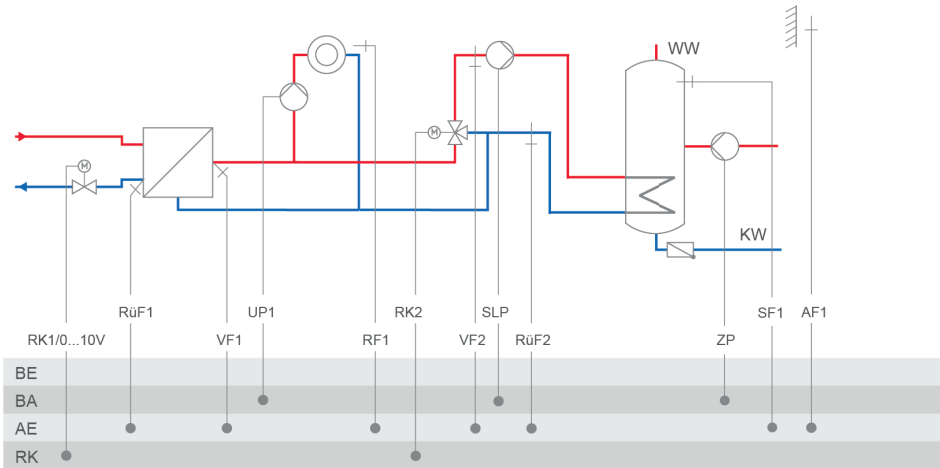 WW
M
M
KW
RüF1
UP1
RK2
SLP
SF1
AF1
RK1/0...10V
VF1
RF1
VF2
RüF2
ZP
BE
BA
AE
RK